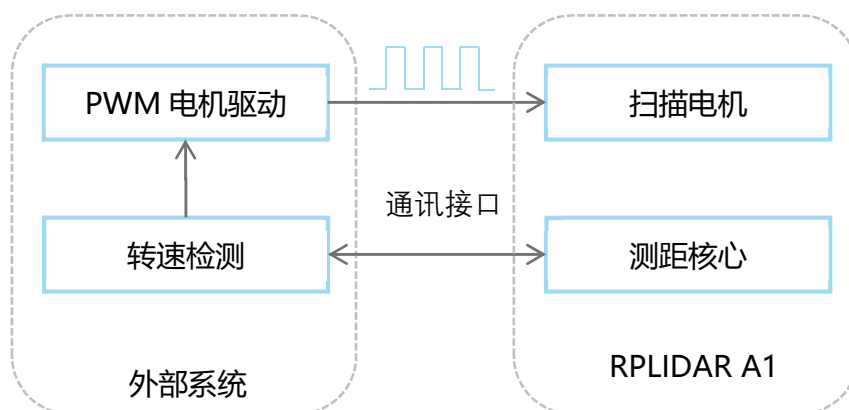 PWM 电机驱动
扫描电机
通讯接口
转速检测
测距核心
外部系统
RPLIDAR A1